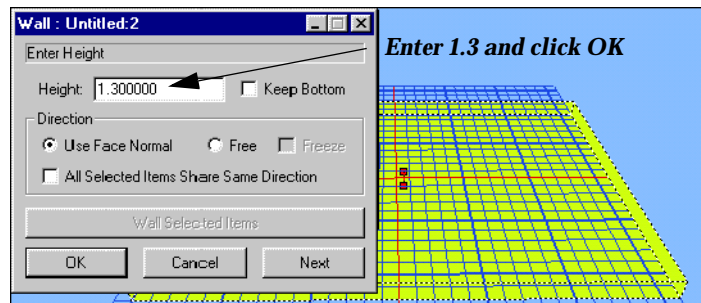 Wall : Untitled:2
Enter Height
Enter 1.3 and click OK
Height: 1.300000 Keep Bottom
Direction
Use Face Normal Free Freeze
All Selected Items Share Same Direction
Wall Selected Items
OK Cancel Next